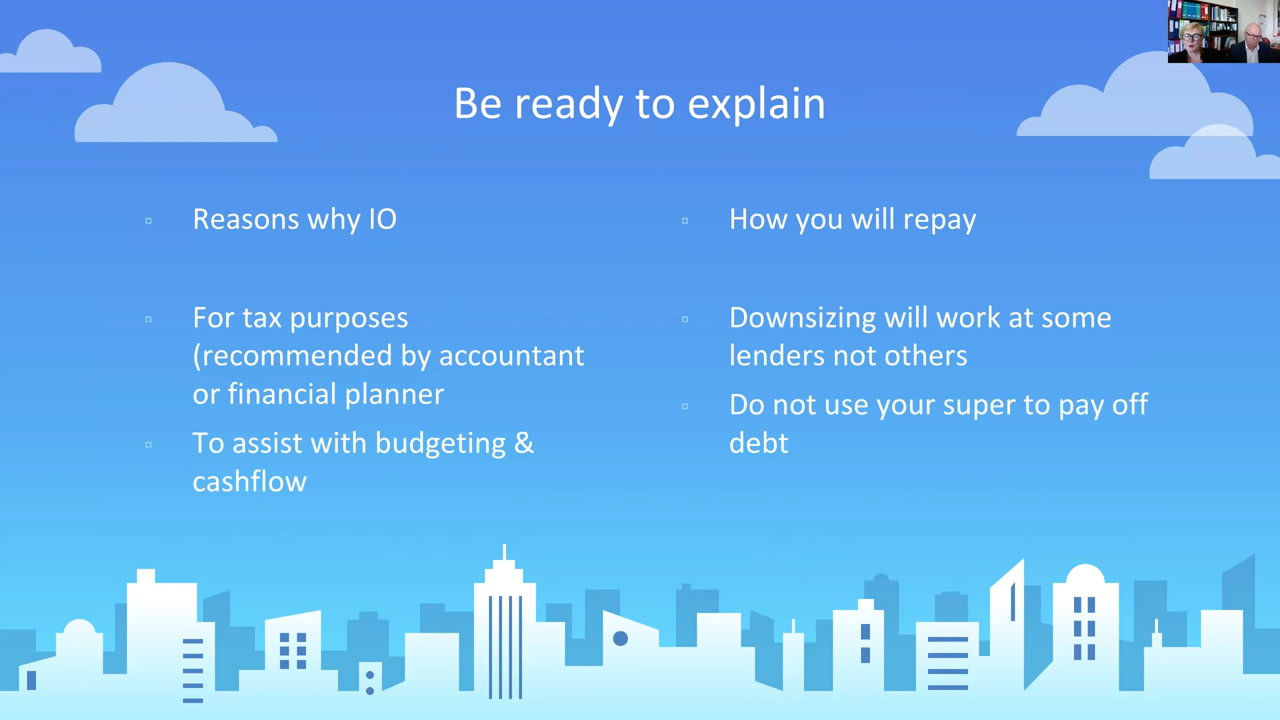 Be ready to explain
Reasons why IO
For tax purposes
(recommended by accountant
or financial planner
To assist with budgeting &
cashflow
How you will repay
Downsizing will work at some
lenders not others
Do not use your super to pay off
debt